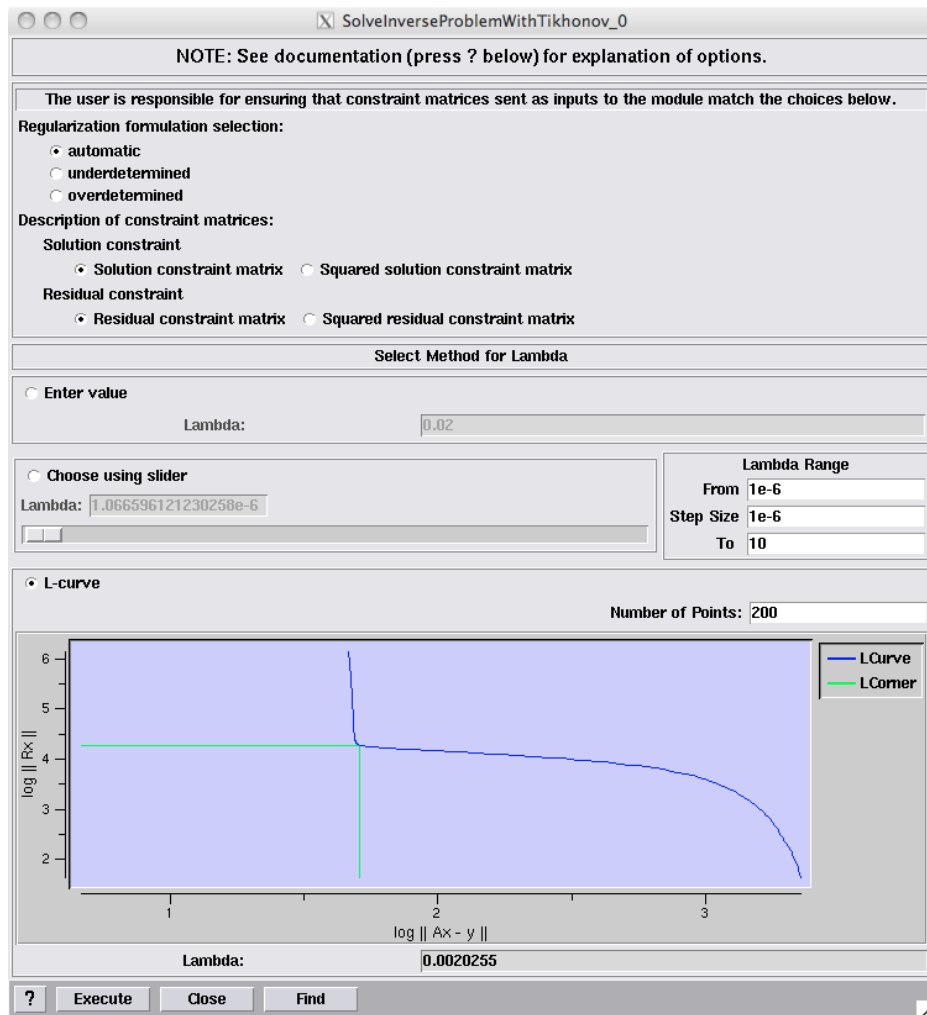 SolveInverseProblemWithTikhonov_0
NOTE: See documentation (press ? below) for explanation of options.
The user is responsible for ensuring that constraint matrices sent as inputs to the module match the choices below.
Regularization formulation selection:
automatic
underdetermined
overdetermined
Description of constraint matrices:
Solution constraint
Solution constraint matrix Squared solution constraint matrix
Residual constraint
Residual constraint matrix Squared residual constraint matrix
Select Method for Lambda
Enter value
Lambda: 0.02
Choose using slider
Lambda: 1.066596121230258e-6
Lambda Range
From 1e-6
Step Size 1e-6
To 10
L-curve
Number of Points: 200
6
5
4
3
2
log || Rx ||
LCurve
LCorner
1 2 3
log || Ax - y ||
Lambda: 0.0020255
? Execute Close Find